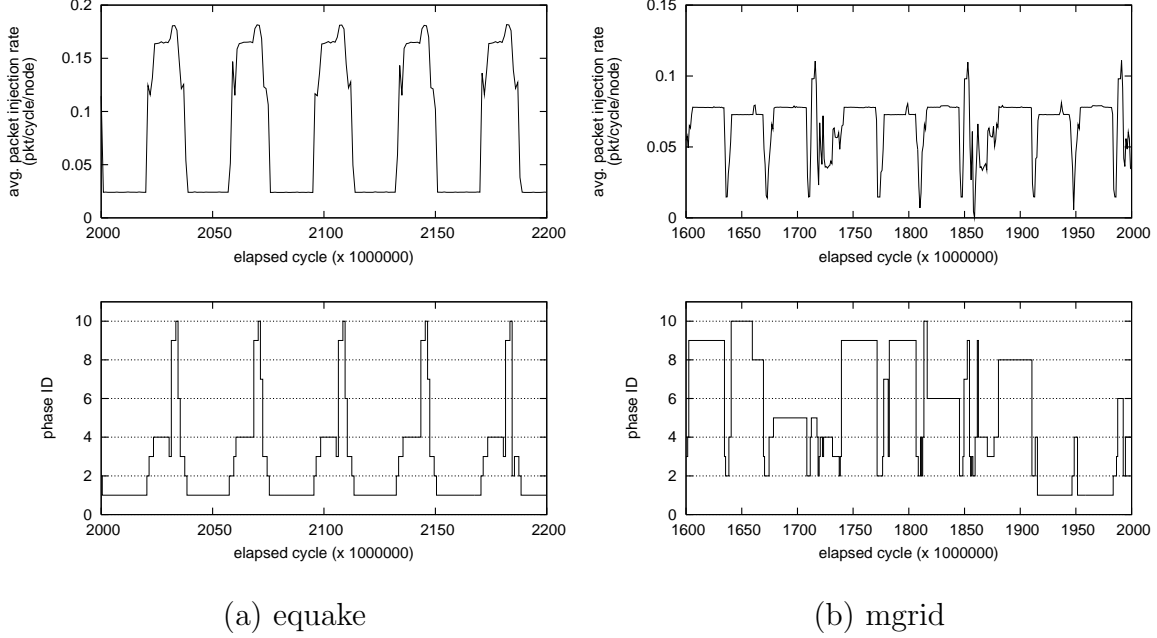 avg. packet injection rate
(pkt/cycle/node)
0.2
0.15
0.1
0.05
0
2000 2050 2100 2150 2200
elapsed cycle (x 1000000)
avg. packet injection rate
(pkt/cycle/node)
0.15
0.1
0.05
0
1600 1650 1700 1750 1800 1850 1900 1950 2000
elapsed cycle (x 1000000)
phase ID
10
8
6
4
2
0
2000 2050 2100 2150 2200
elapsed cycle (x 1000000)
phase ID
10
8
6
4
2
0
1600 1650 1700 1750 1800 1850 1900 1950 2000
elapsed cycle (x 1000000)
(a) equake
(b) mgrid